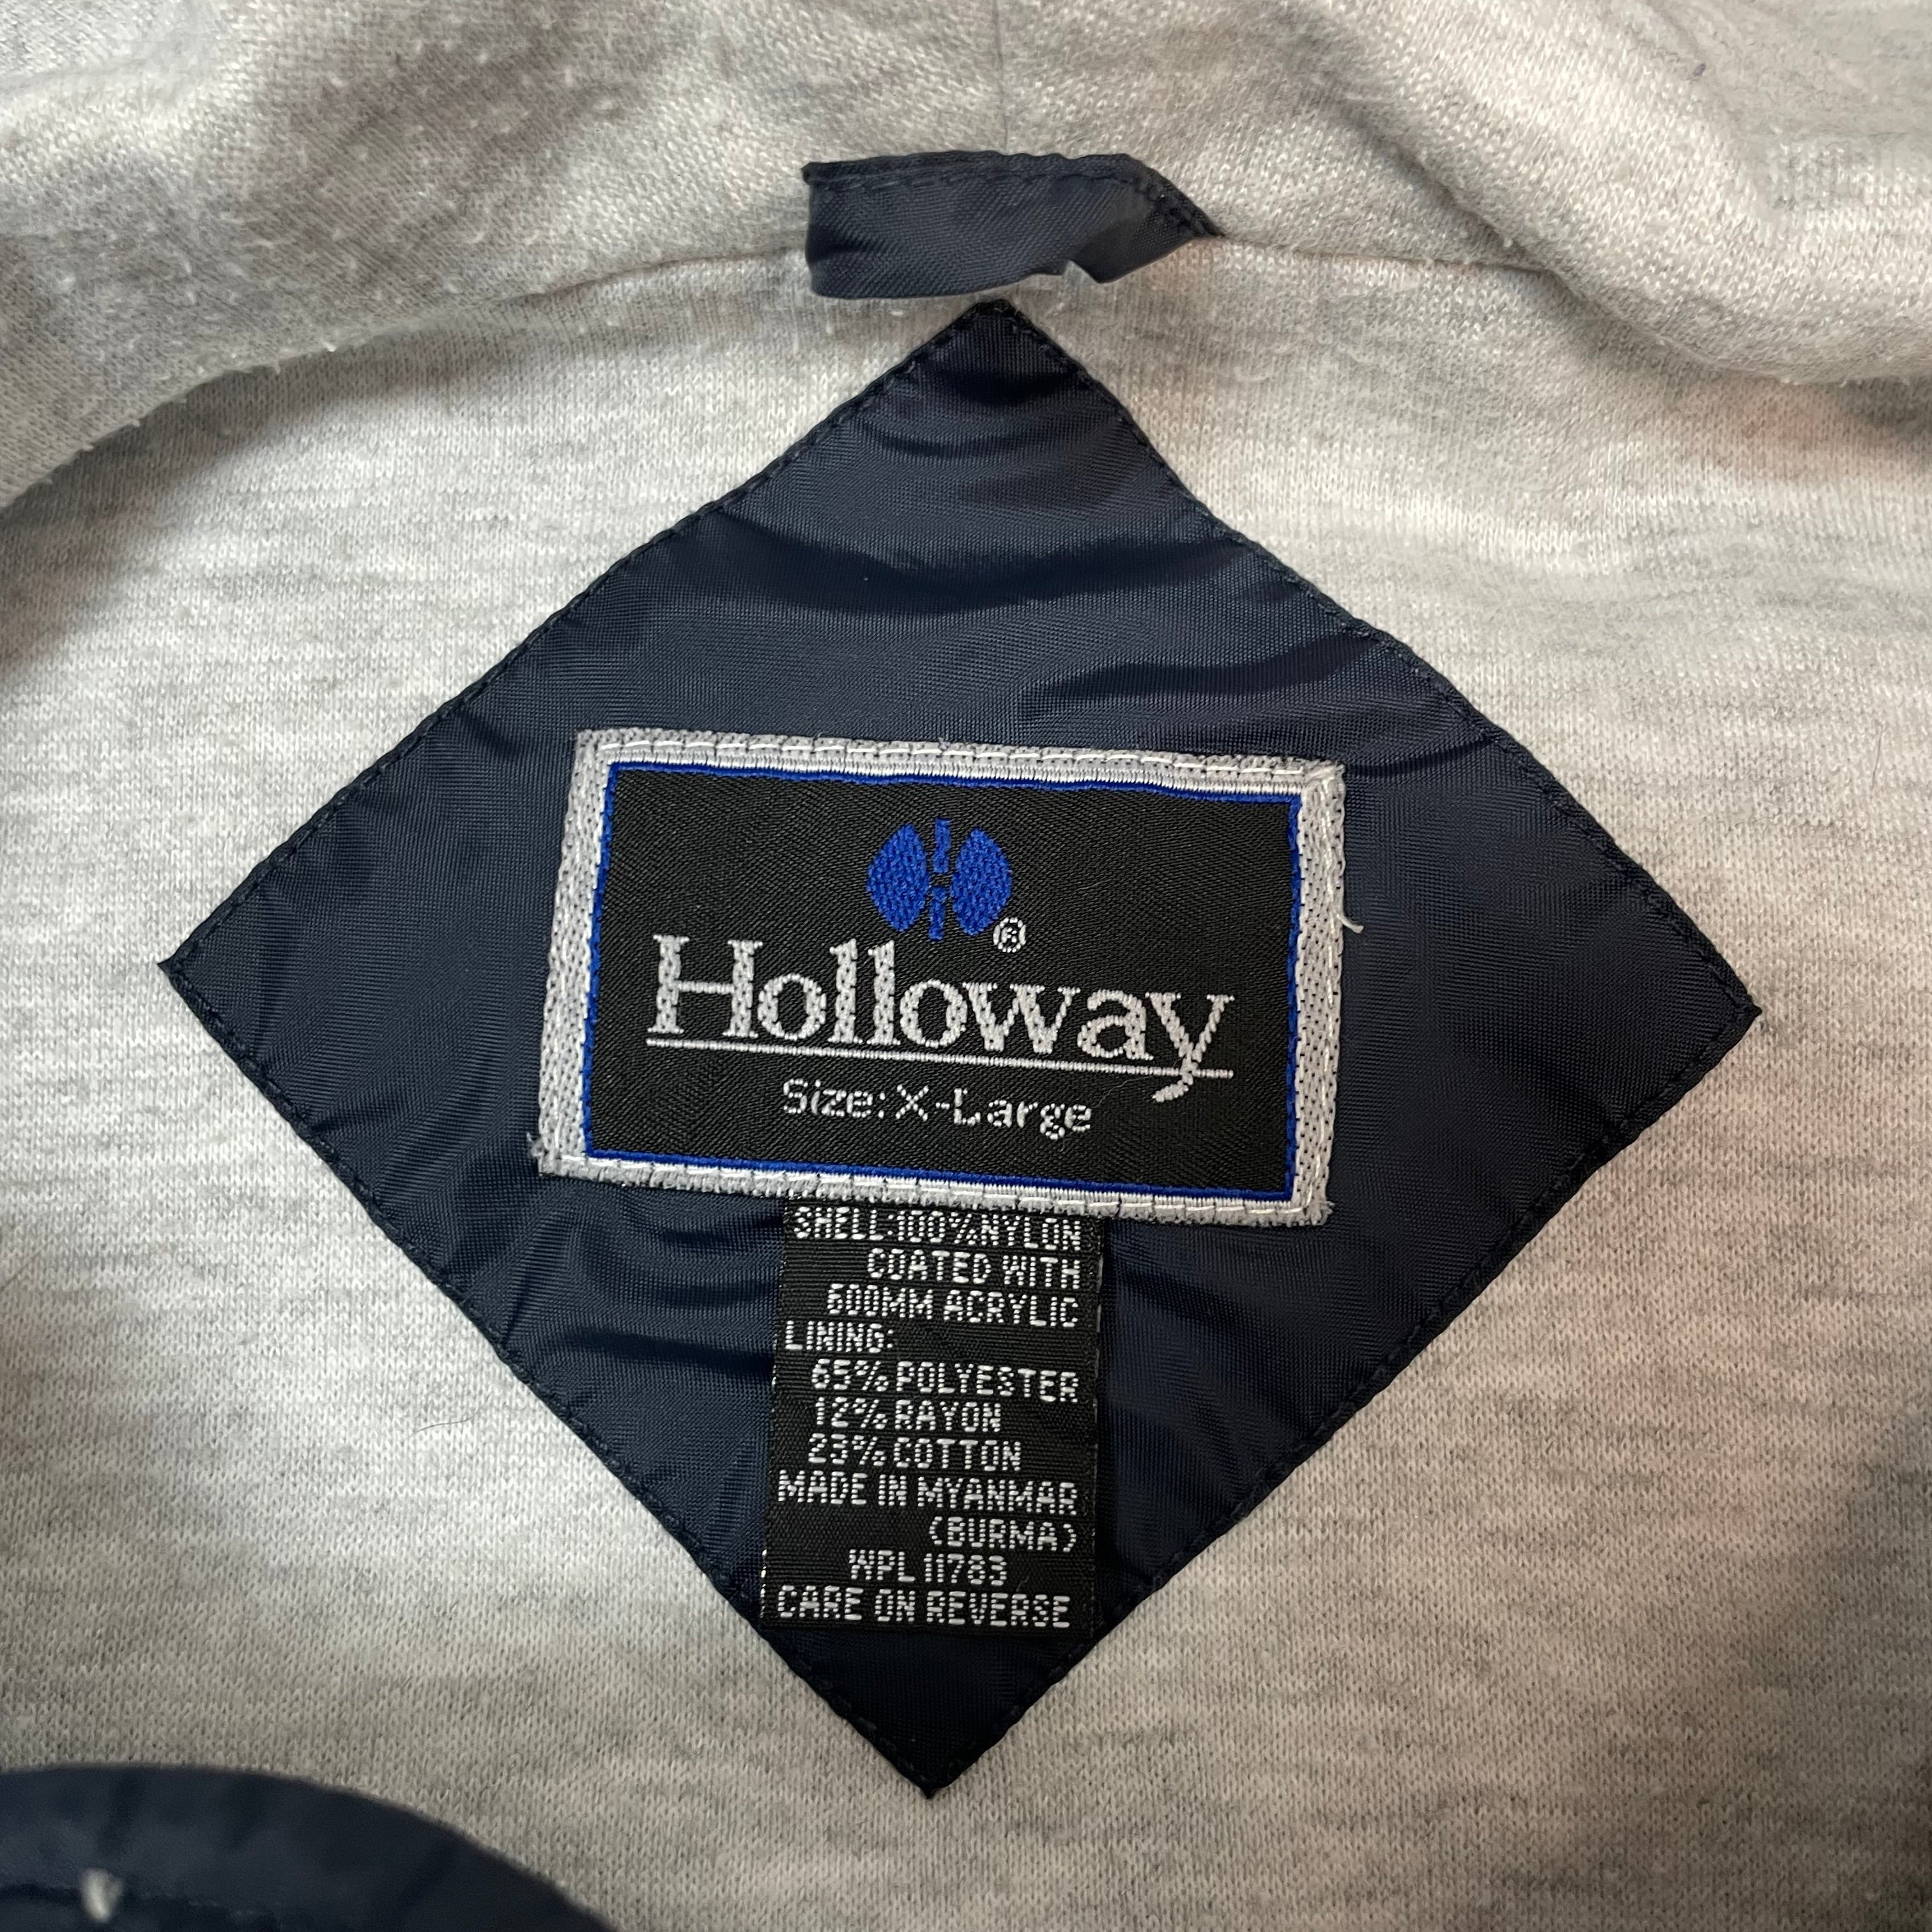 ®
Holloway
Size: X-Large
SHELL:100%NYLON
COATED WITH
600MM ACRYLIC
LINING:
65% POLYESTER
12% RAYON
23% COTTON
MADE IN MYANMAR
(BURMA)
WPL 11783
CARE ON REVERSE